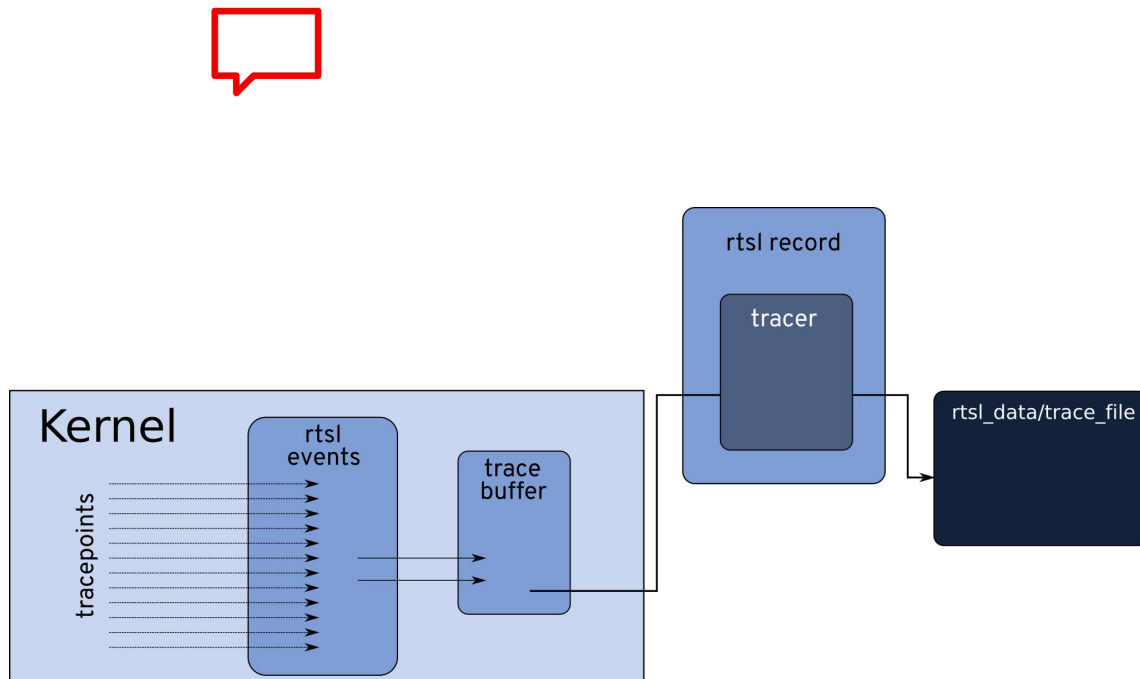 rtsl record
tracer
Kernel
rtsl
events
trace
buffer
tracepoints
rtsl_data/trace_file